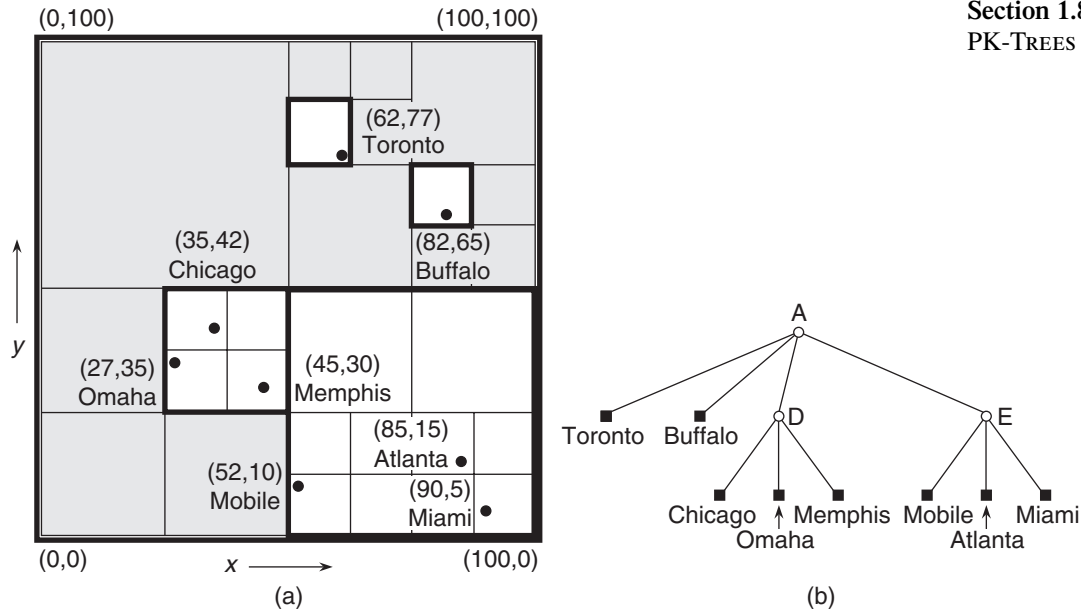 Section 1.8
PK-TREES
(0,100)
(100,100)
(62,77)
Toronto
(35,42)
Chicago
(82,65)
Buffalo
y
(27,35)
Omaha
(45,30)
Memphis
(85,15)
Atlanta
(52,10)
Mobile
(90,5)
Miami
(0,0)
x
(100,0)
(a)
A
Toronto
Buffalo
D
E
Chicago
Memphis
Mobile
Miami
Omaha
Atlanta
(b)